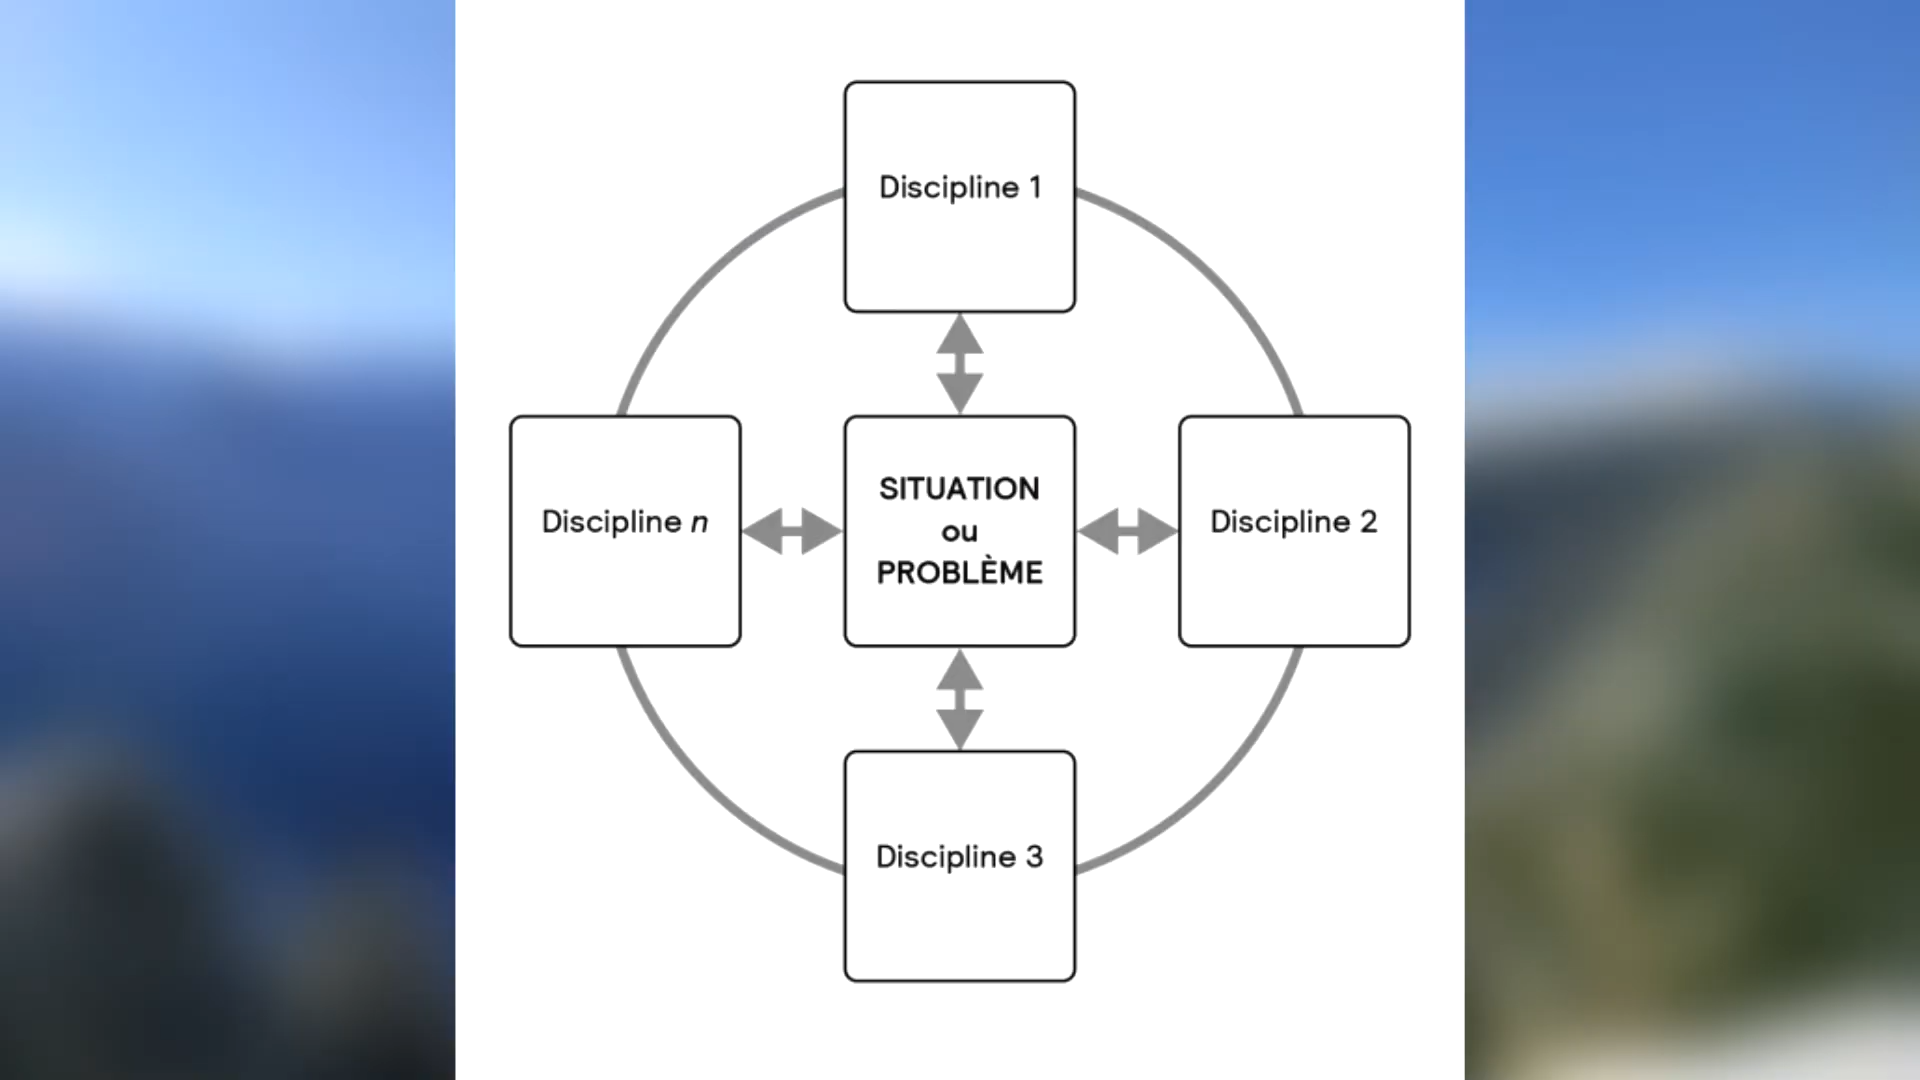 Discipline 1
Discipline n
SITUATION
ou
PROBLÈME
Discipline 2
Discipline 3